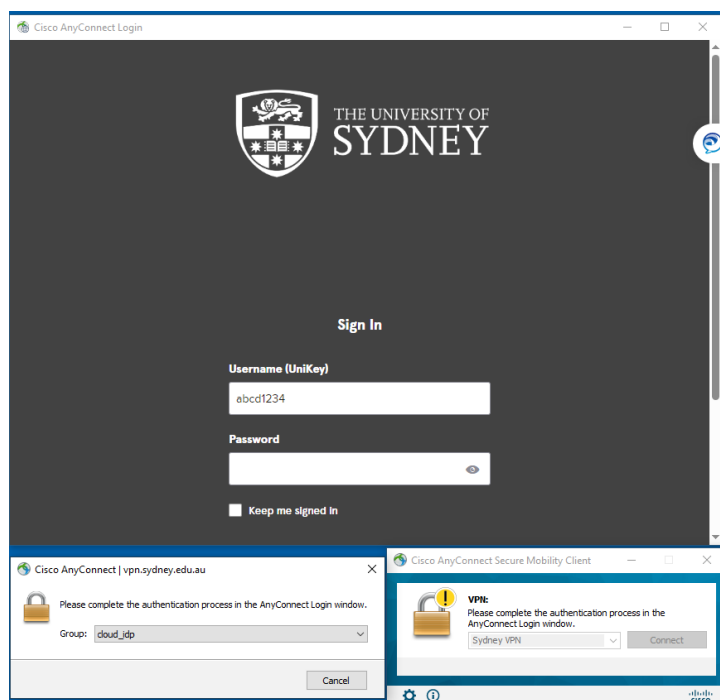 Cisco AnyConnect Login
THE UNIVERSITY OF
SYDNEY
Sign In
Username (UniKey)
abcd1234
Password
Keep me signed in
Cisco AnyConnect | vpn.sydney.edu.au
Please complete the authentication process in the AnyConnect Login window.
Group: cloud_idp
Cancel
Cisco AnyConnect Secure Mobility Client
VPN:
Please complete the authentication process in the
AnyConnect Login window.
Sydney VPN
Connect
CISCO